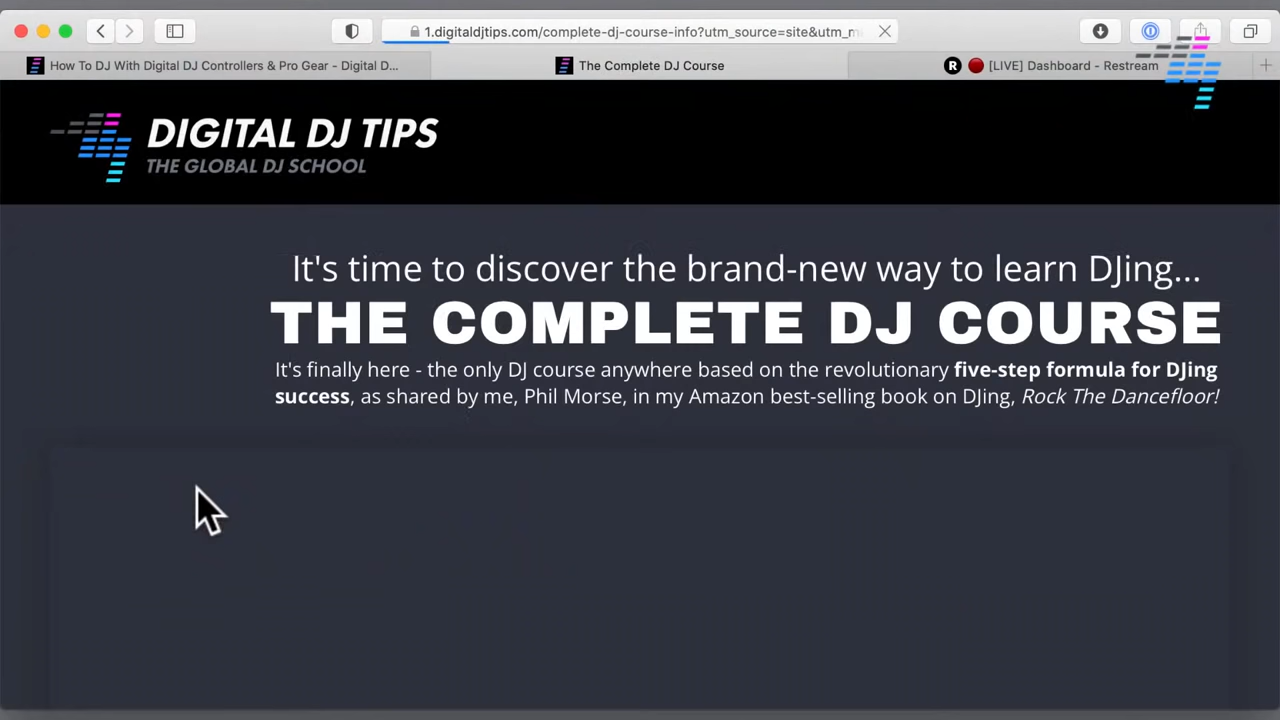 1.digitaldjtips.com/complete-dj-course-info?utm_source=site&utm_m
How To DJ With Digital DJ Controllers & Pro Gear - Digital D...
The Complete DJ Course
R [LIVE] Dashboard - Restream
DIGITAL DJ TIPS
THE GLOBAL DJ SCHOOL
It's time to discover the brand-new way to learn DJing...
THE COMPLETE DJ COURSE
It's finally here - the only DJ course anywhere based on the revolutionary five-step formula for DJing
success, as shared by me, Phil Morse, in my Amazon best-selling book on DJing, Rock The Dancefloor!